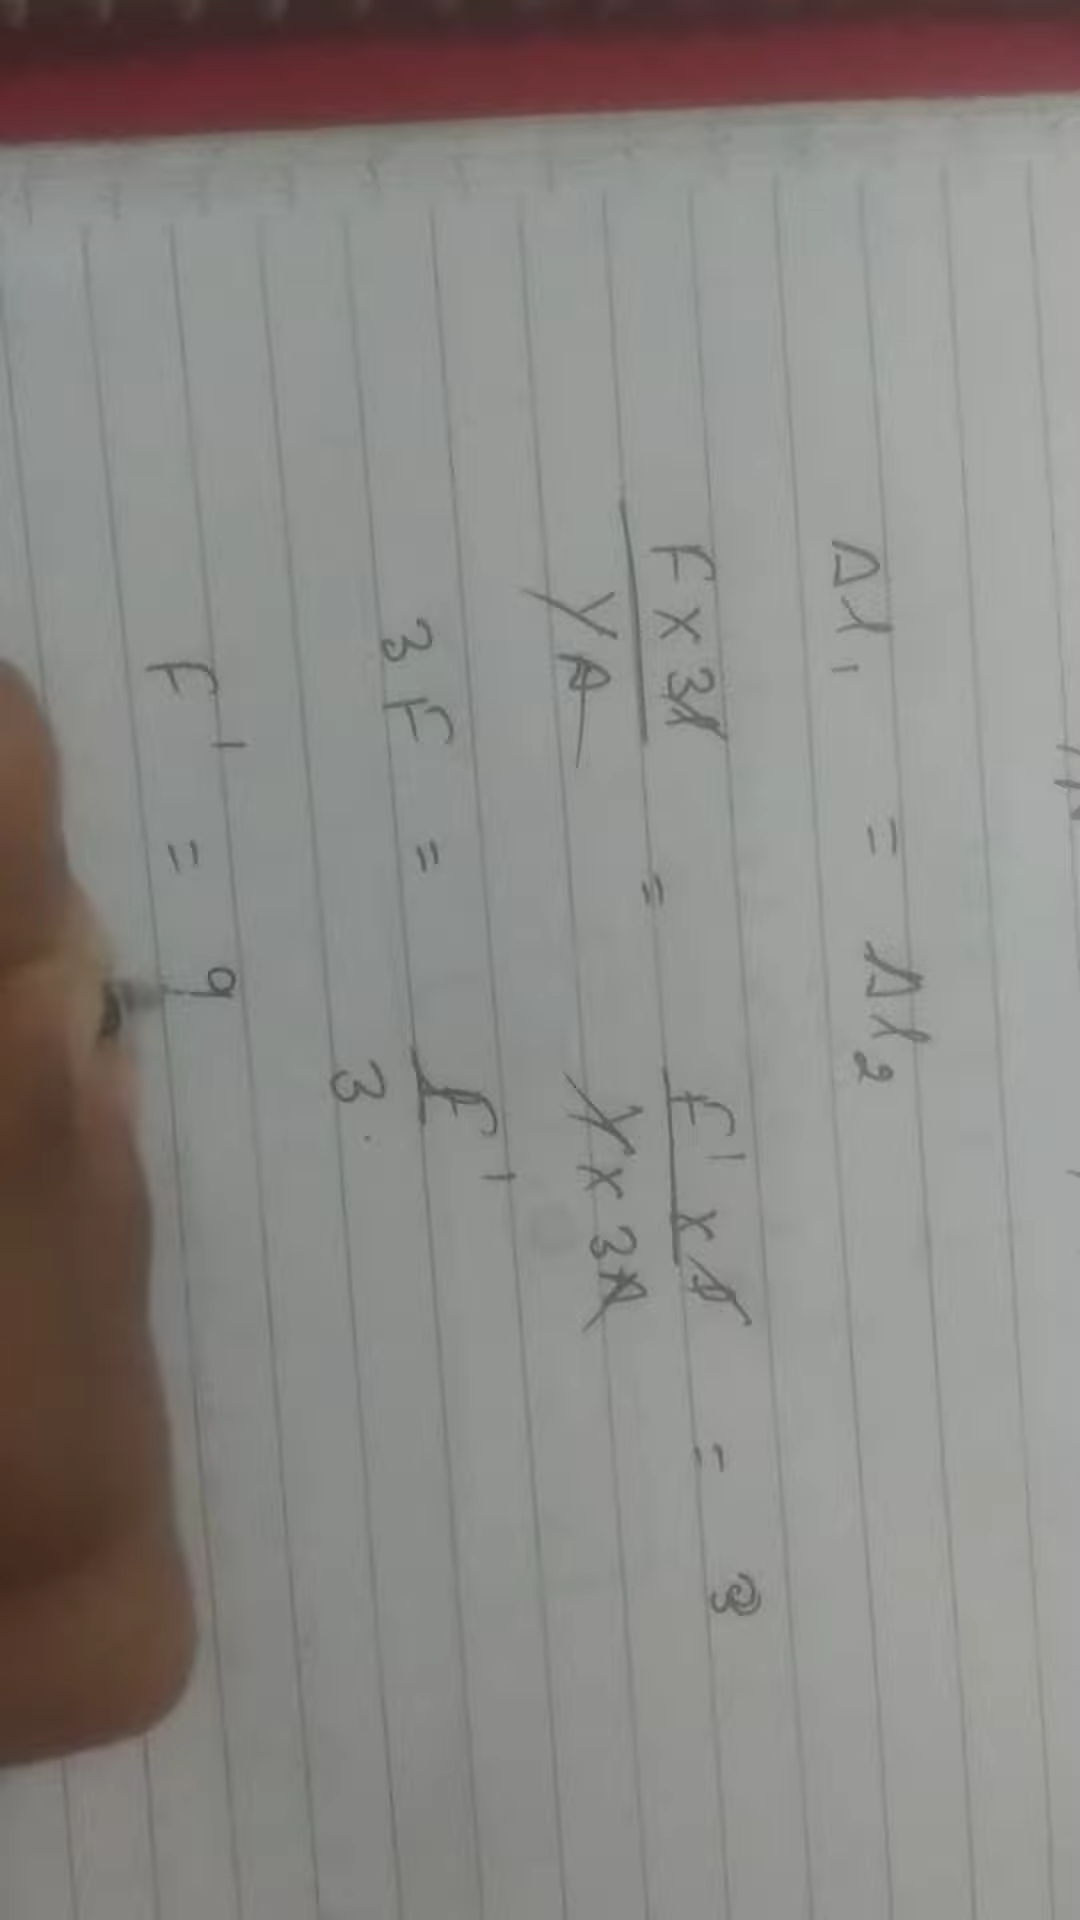 Δl₁ = Δl₂
F x 3l / YA = F' x l / Y x 3A = 3
3F = F' / 3
F' = 9